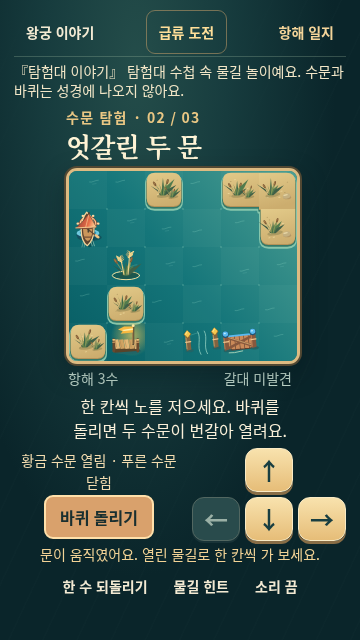 왕궁 이야기
급류 도전
항해 일지
『탐험대 이야기』 탐험대 수첩 속 물길 놀이예요. 수문과
바퀴는 성경에 나오지 않아요.
수문 탐험 · 02 / 03
엇갈린 두 문
항해 3수
갈대 미발견
한 칸씩 노를 저으세요. 바퀴를
돌리면 두 수문이 번갈아 열려요.
황금 수문 열림 · 푸른 수문
닫힘
바퀴 돌리기
↑
← ↓ →
문이 움직였어요. 열린 물길로 한 칸씩 가 보세요.
한 수 되돌리기
물길 힌트
소리 끔